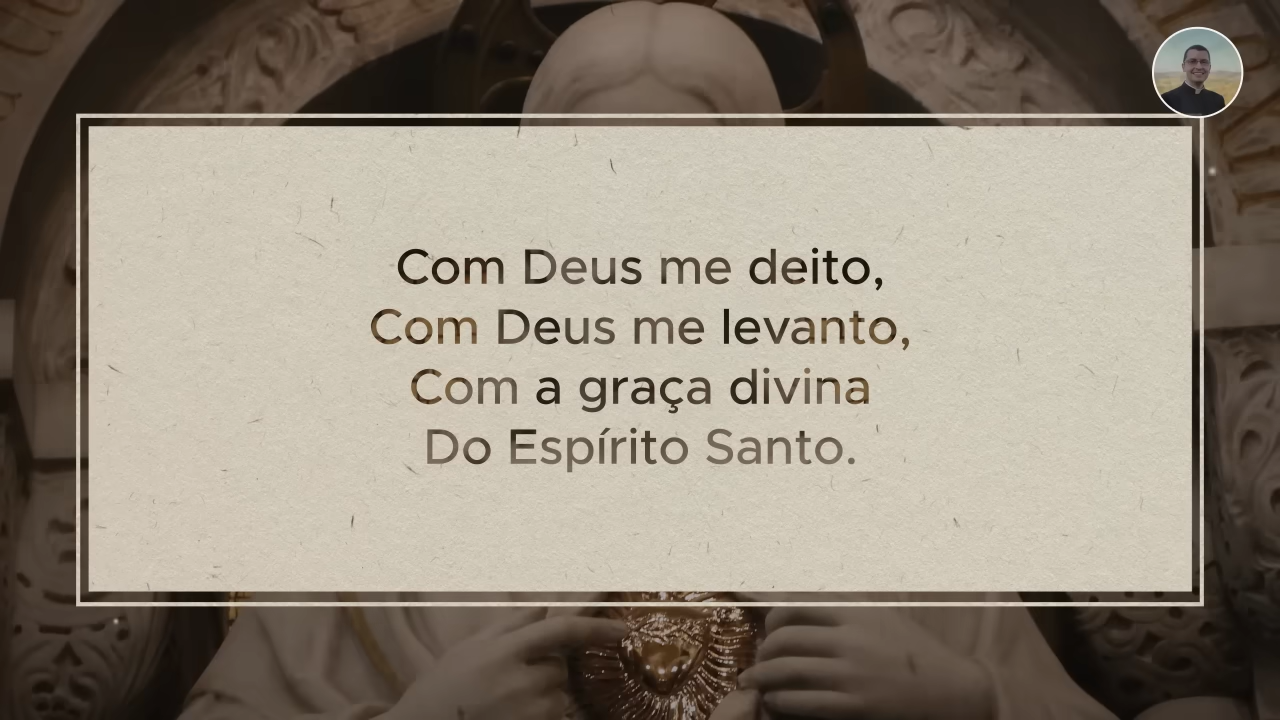 Com Deus me deito,
Com Deus me levanto,
Com a graça divina
Do Espírito Santo.